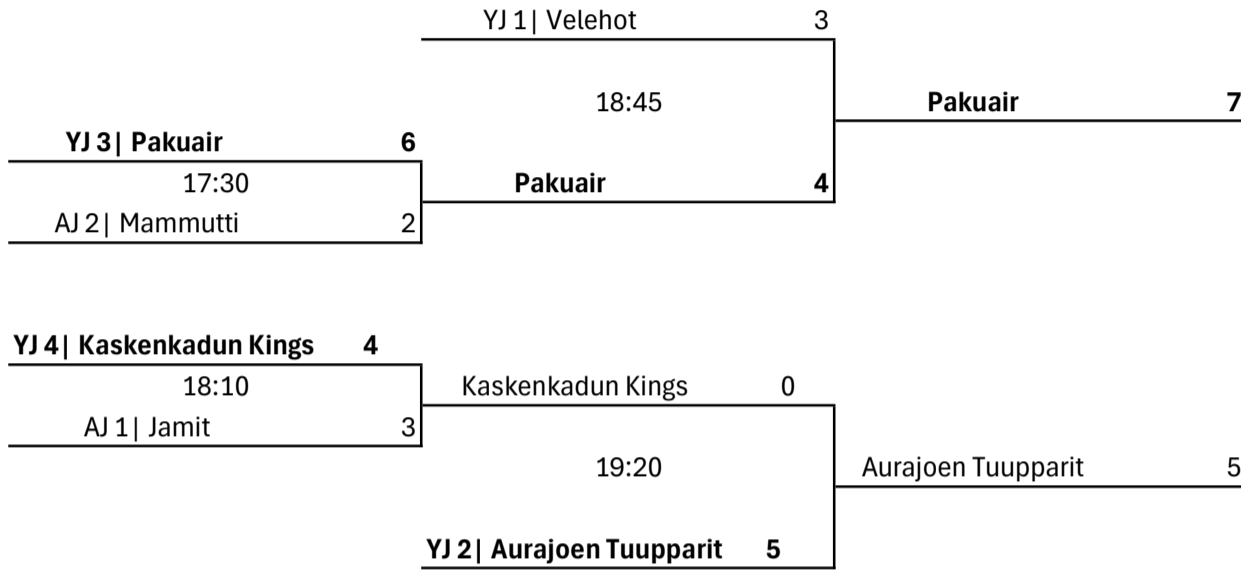 YJ 1| Velehot 3
18:45
Pakuair 7
YJ 3| Pakuair 6
17:30
Pakuair 4
AJ 2| Mammutti 2
YJ 4| Kaskenkadun Kings 4
18:10
Kaskenkadun Kings 0
AJ 1| Jamit 3
19:20
Aurajoen Tuupparit 5
YJ 2| Aurajoen Tuupparit 5